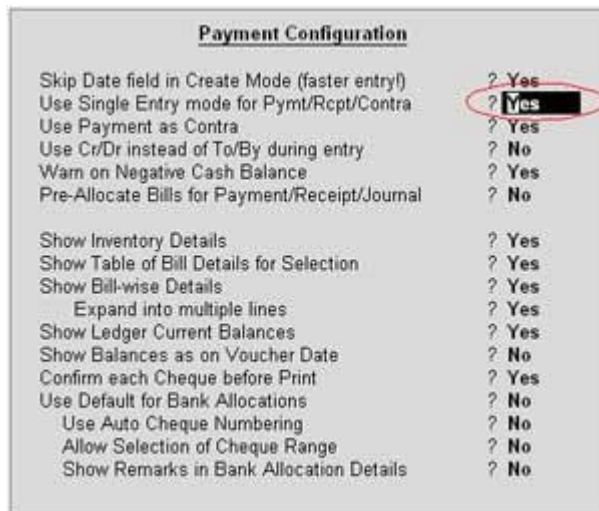 Payment Configuration
Skip Date field in Create Mode (faster entry!) ? Yes
Use Single Entry mode for Pymt/Rcpt/Contra ? Yes
Use Payment as Contra ? Yes
Use Cr/Dr instead of To/By during entry ? No
Warn on Negative Cash Balance ? Yes
Pre-Allocate Bills for Payment/Receipt/Journal ? No
Show Inventory Details ? Yes
Show Table of Bill Details for Selection ? Yes
Show Bill-wise Details ? Yes
Expand into multiple lines ? Yes
Show Ledger Current Balances ? Yes
Show Balances as on Voucher Date ? No
Confirm each Cheque before Print ? Yes
Use Default for Bank Allocations ? No
Use Auto Cheque Numbering ? No
Allow Selection of Cheque Range ? No
Show Remarks in Bank Allocation Details ? No